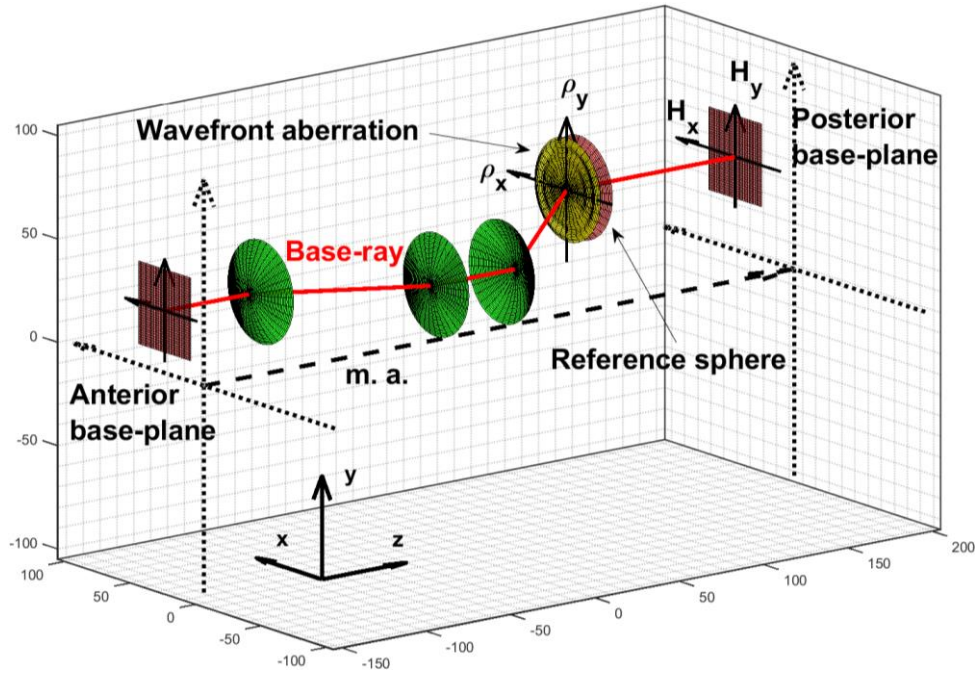 ρy
Hy
Wavefront aberration
Hx
Posterior
base-plane
ρx
Base-ray
Reference sphere
m. a.
Anterior
base-plane
y
x
z
100
50
0
-50
-100
100
50
0
-50
-100
-150
-100
-50
0
50
100
150
200